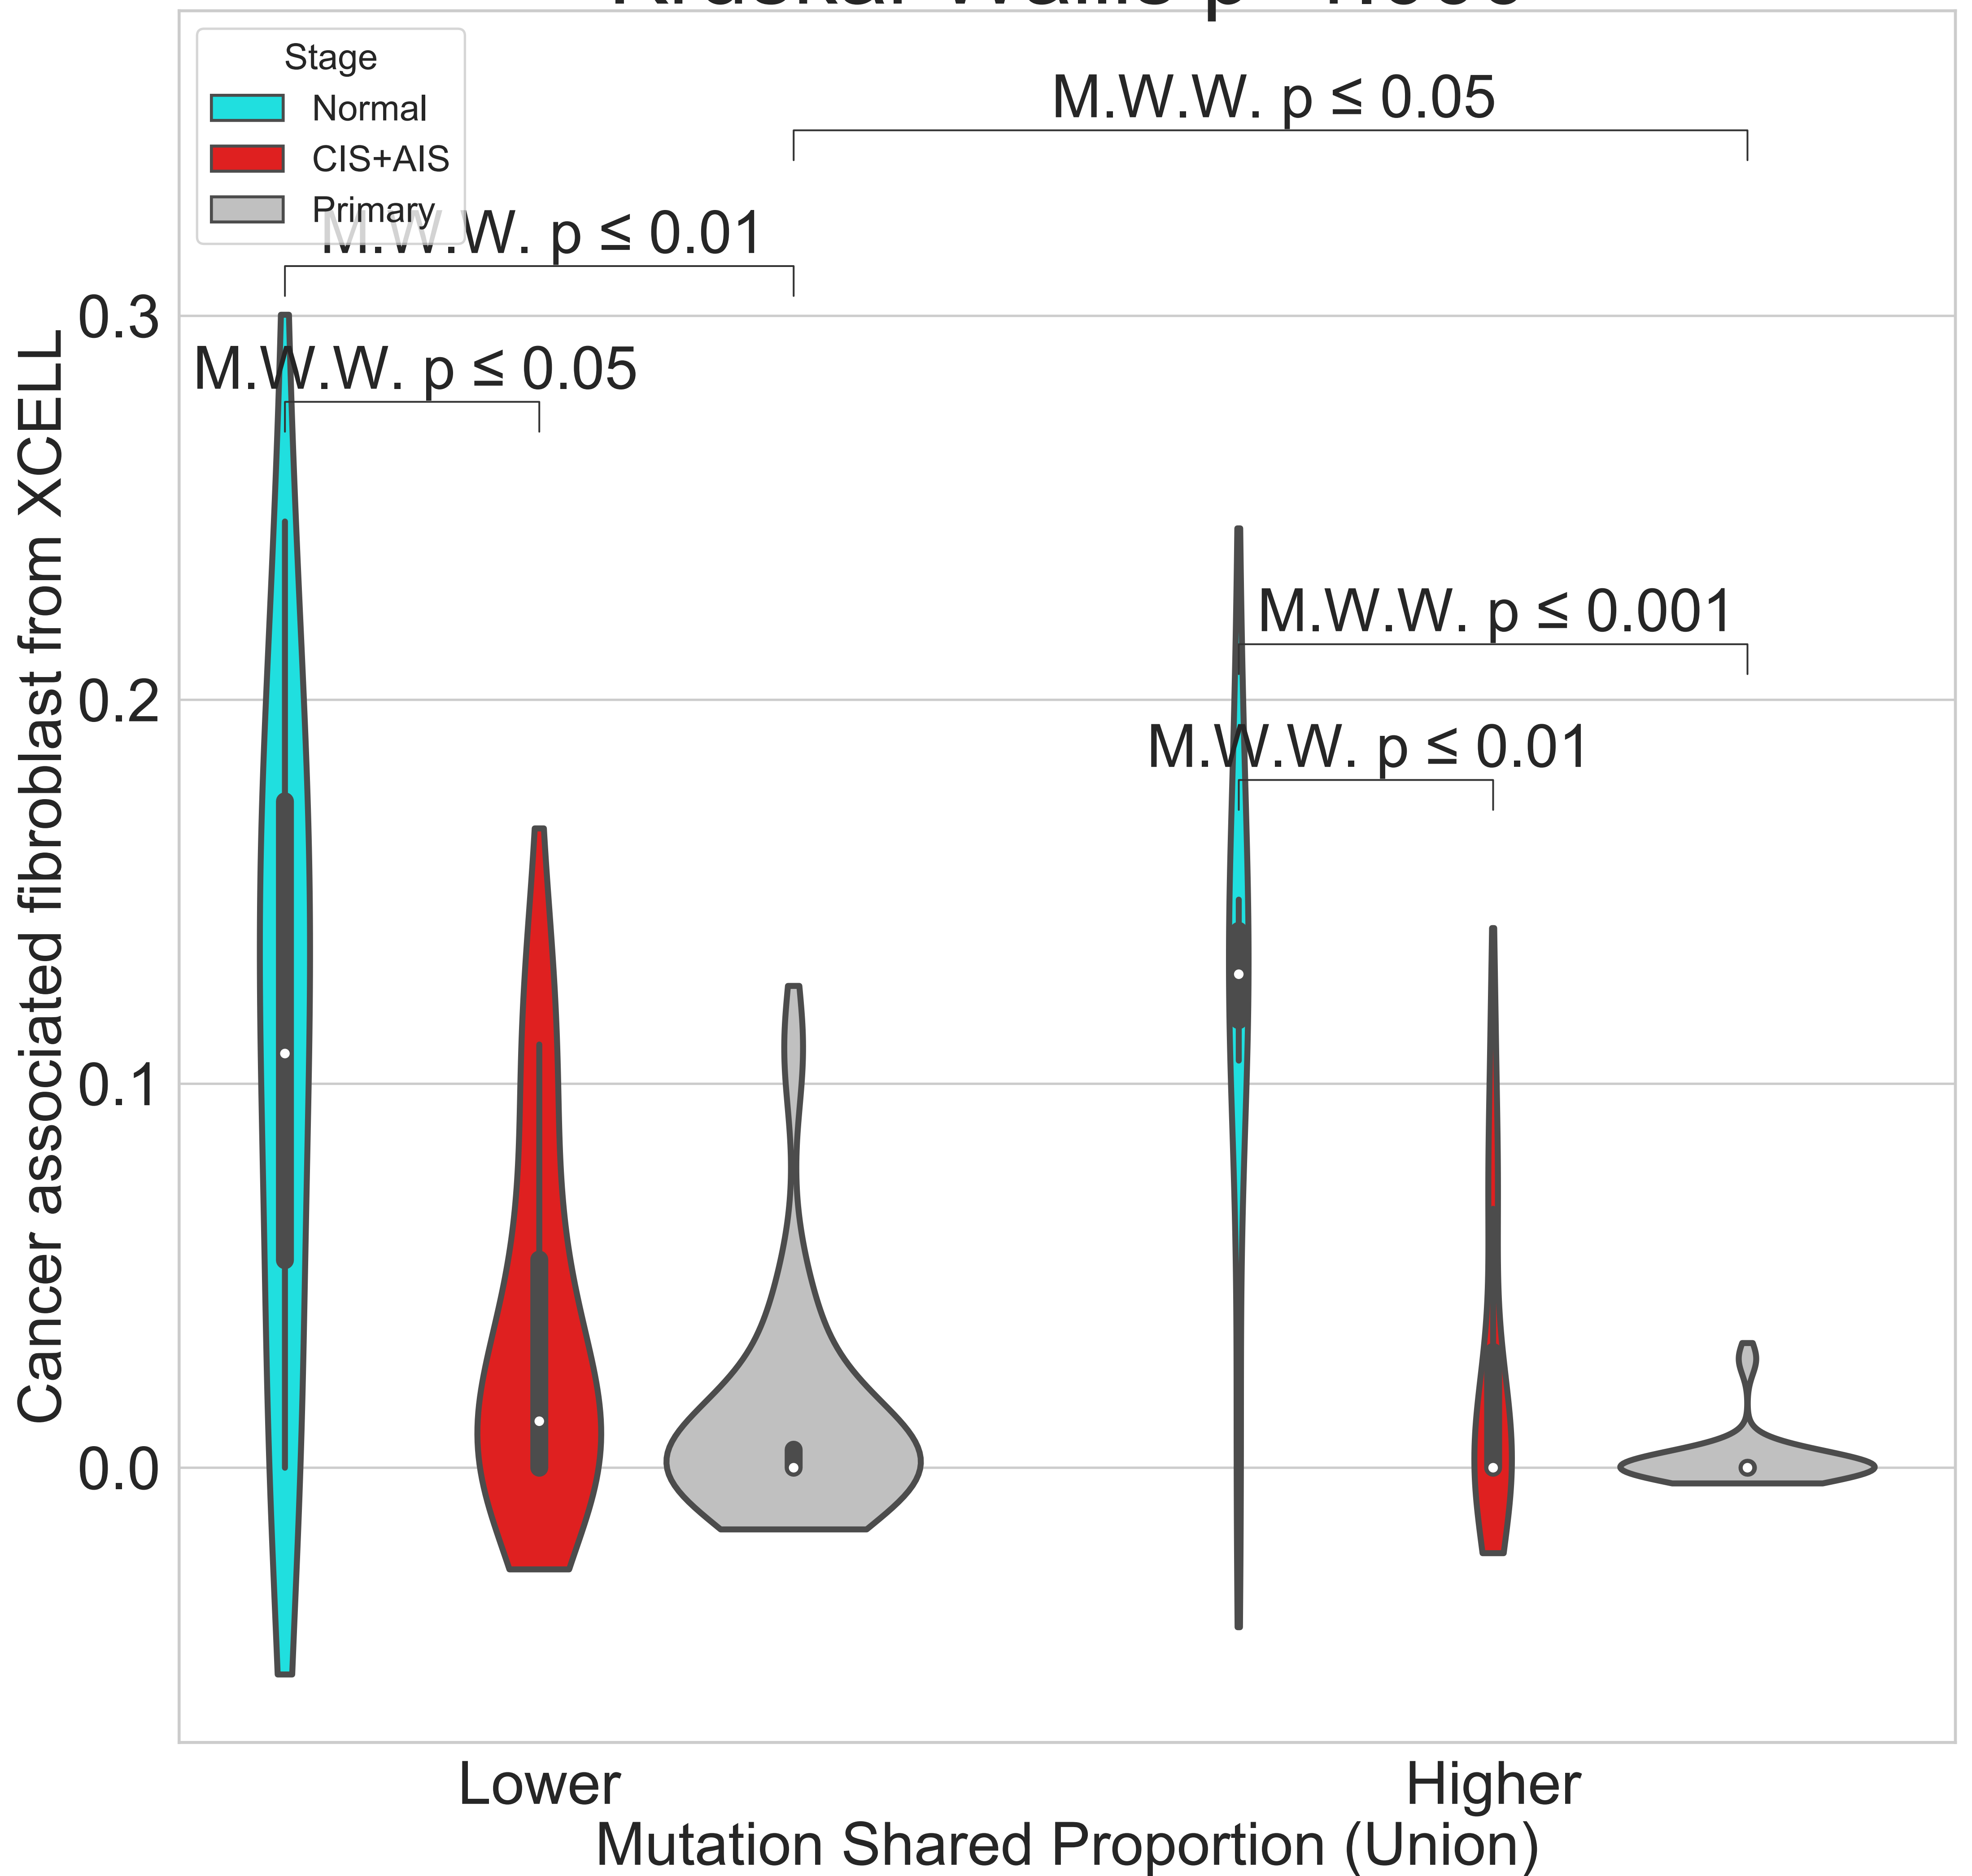 Stage
Normal
CIS+AIS
Primary
M.W.W. p ≤ 0.05
M.W.W. p ≤ 0.01
M.W.W. p ≤ 0.05
M.W.W. p ≤ 0.001
M.W.W. p ≤ 0.01
Cancer associated fibroblast from XCELL
0.3
0.2
0.1
0.0
Lower
Higher
Mutation Shared Proportion (Union)